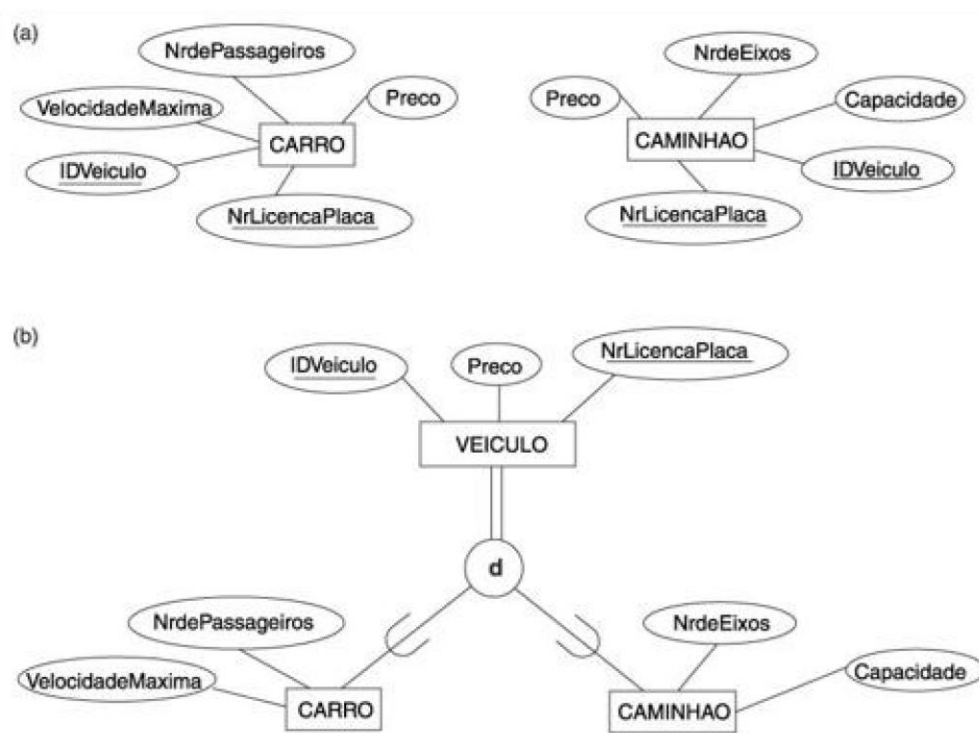 (a)
NrdePassageiros
NrdeEixos
VelocidadeMaxima
Preco
Preco
Capacidade
CARRO
CAMINHAO
IDVeiculo
IDVeiculo
NrLicencaPlaca
NrLicencaPlaca
(b)
IDVeiculo
Preco
NrLicencaPlaca
VEICULO
d
NrdePassageiros
NrdeEixos
VelocidadeMaxima
Capacidade
CARRO
CAMINHAO